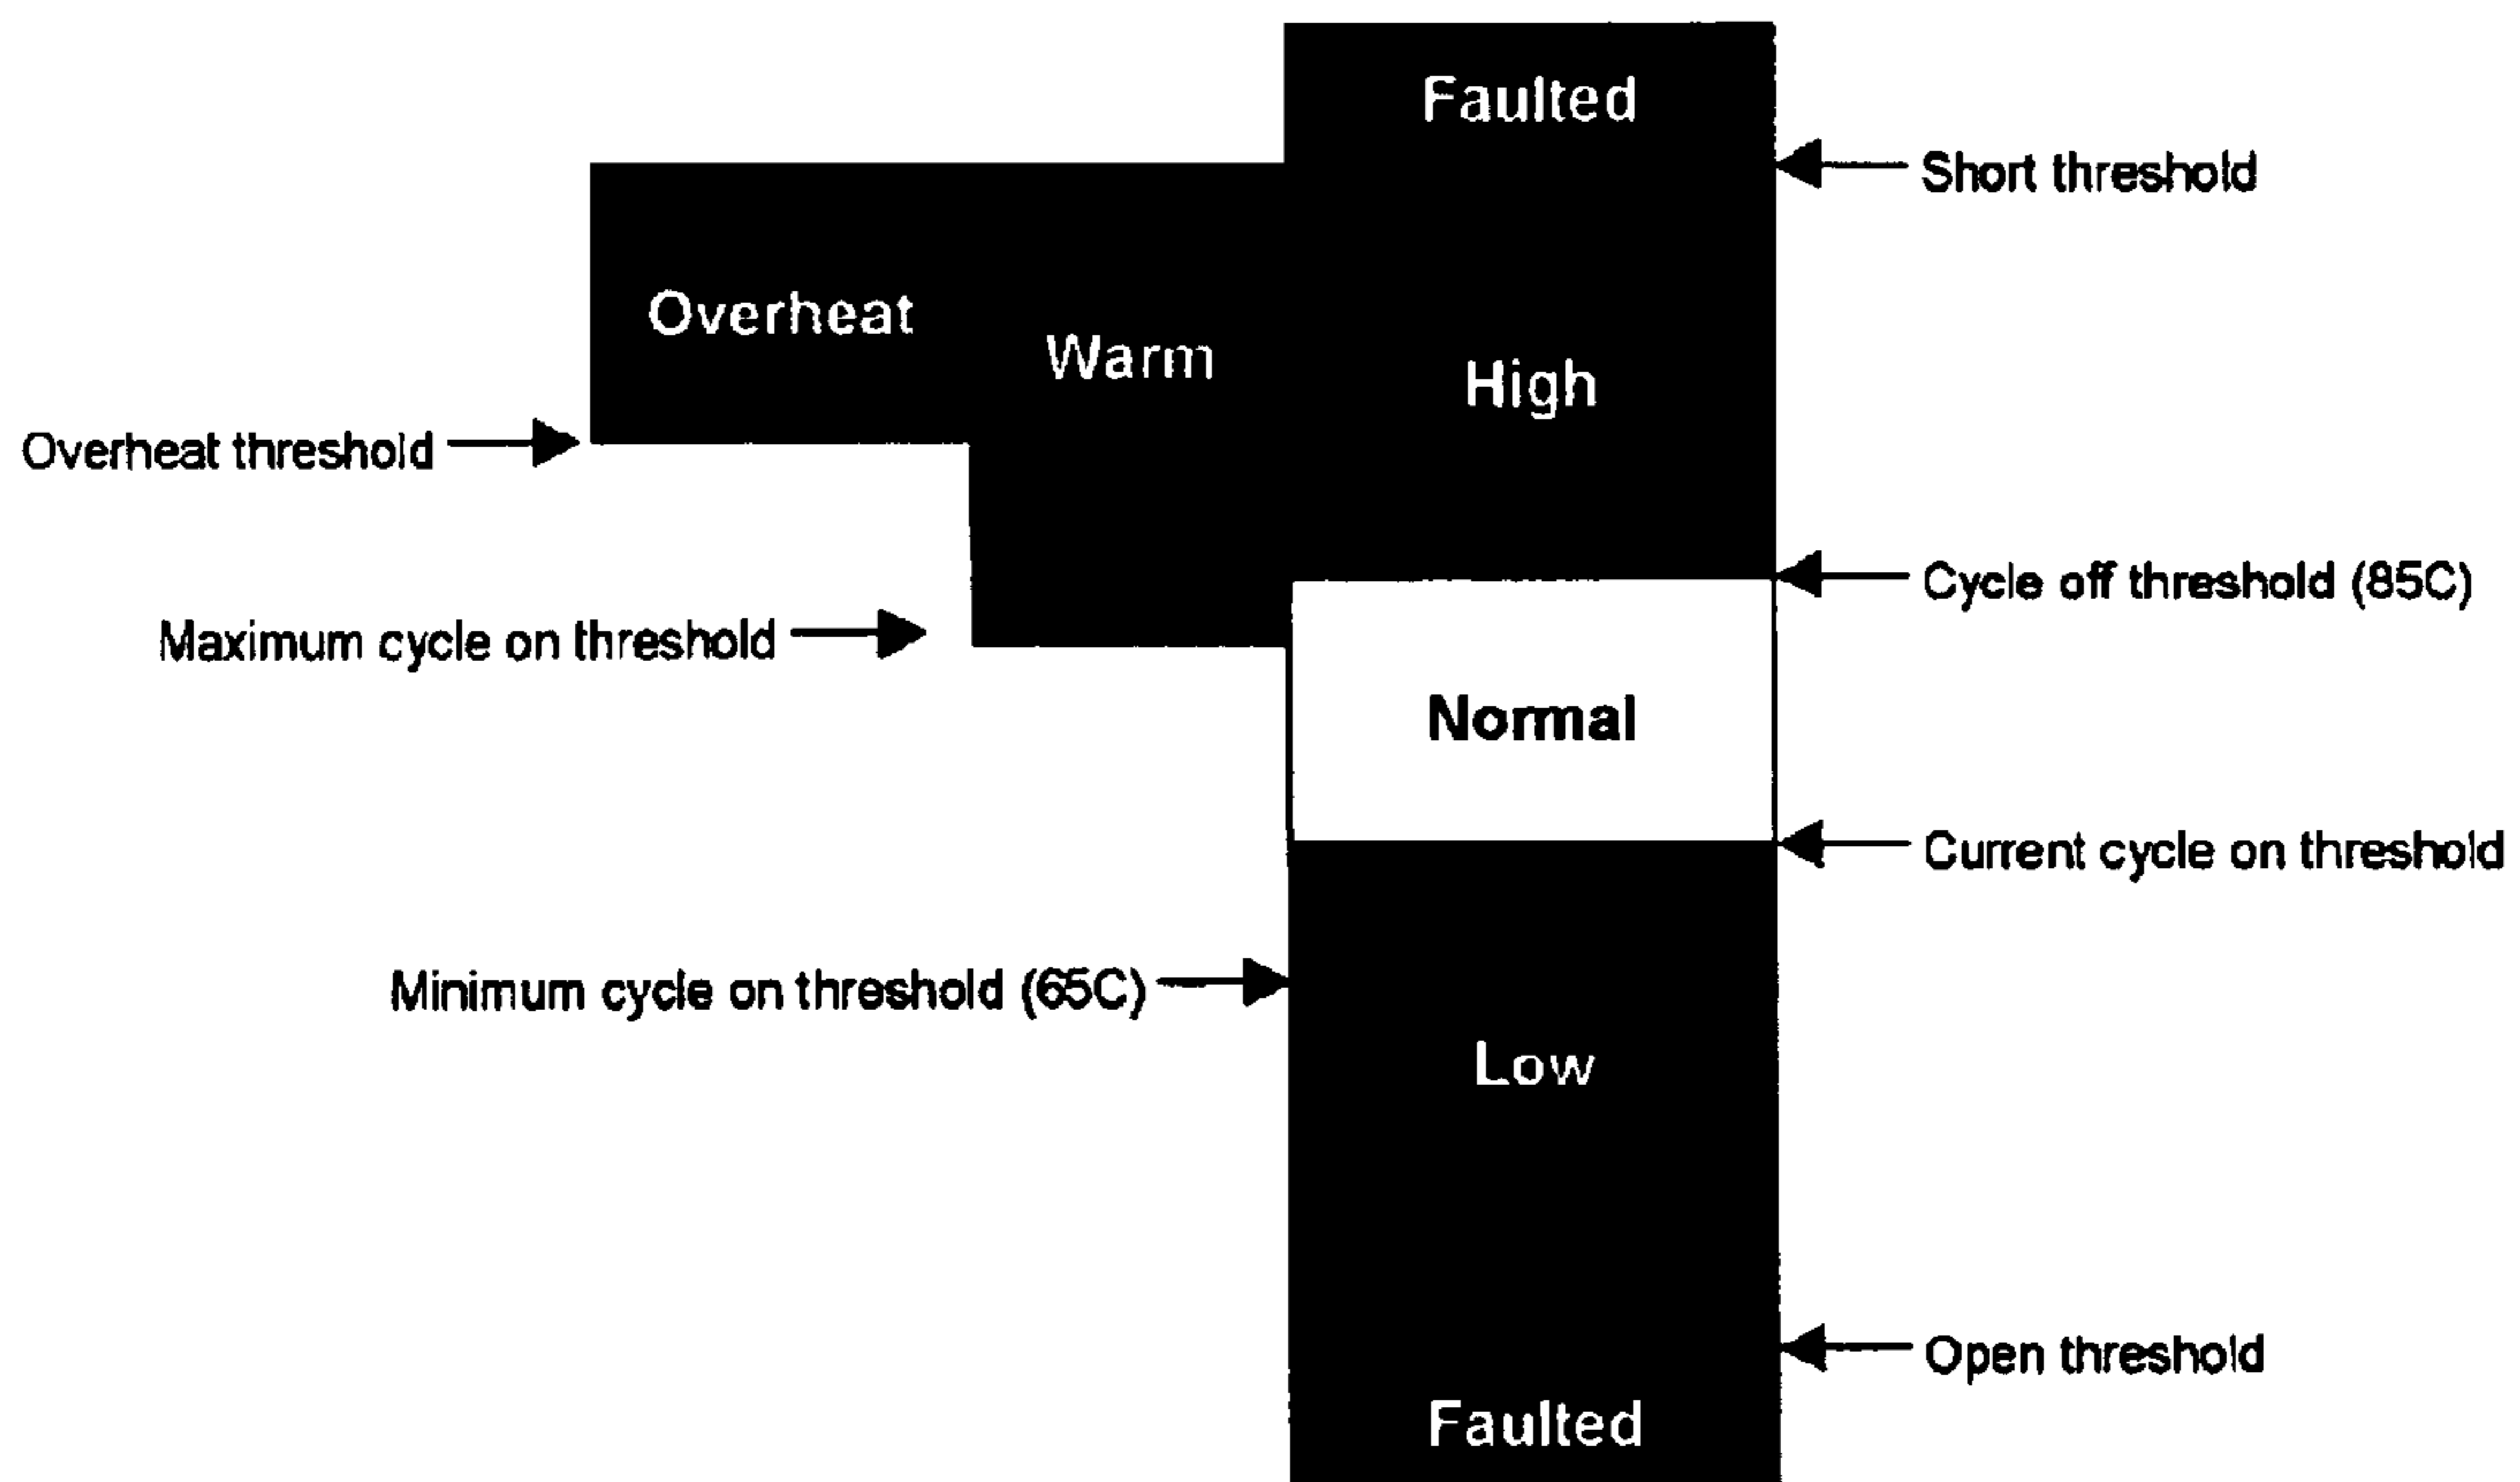 Faulted
Short threshold
Overheat
Warm
High
Overheat threshold
Cycle off threshold (85C)
Maximum cycle on threshold
Normal
Current cycle on threshold
Minimum cycle on threshold (65C)
Low
Open threshold
Faulted